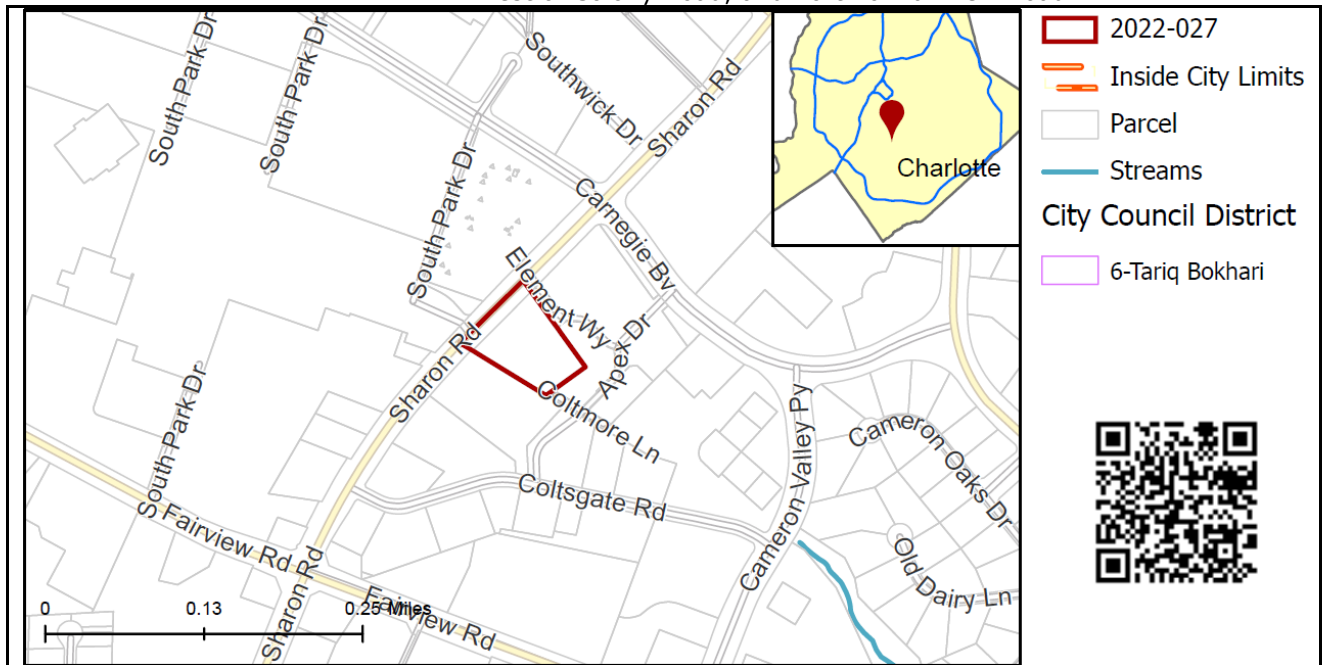 South Park Dr
South Park Dr
Southwick Dr
Sharon Rd
South Park Dr
Carnegie Bv
Element Wy
Apex Dr
Sharon Rd
Coltmore Ln
South Park Dr
Coltsgate Rd
Cameron Valley Py
Cameron Oaks Dr
Old Dairy Ln
Fairview Rd
Sharon Rd
Fairview Rd
0 0.13 0.25 Miles
Charlotte
2022-027
Inside City Limits
Parcel
Streams
City Council District
6-Tariq Bokhari